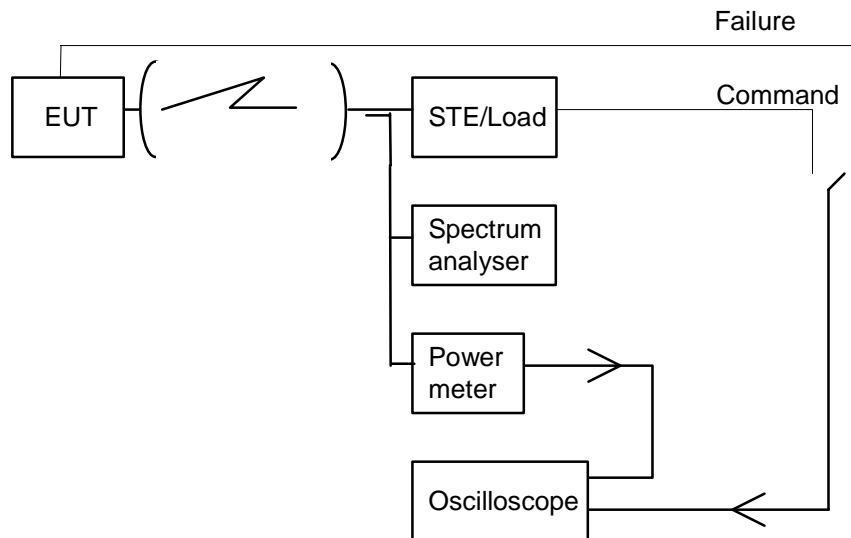 Failure
EUT
STE/Load
Command
Spectrum
analyser
Power
meter
Oscilloscope